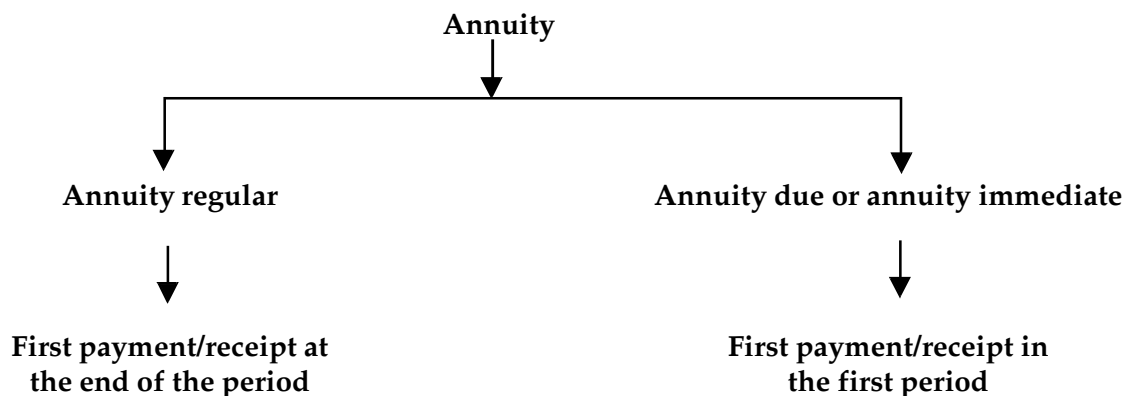 Annuity
Annuity regular
Annuity due or annuity immediate
First payment/receipt at
the end of the period
First payment/receipt in
the first period